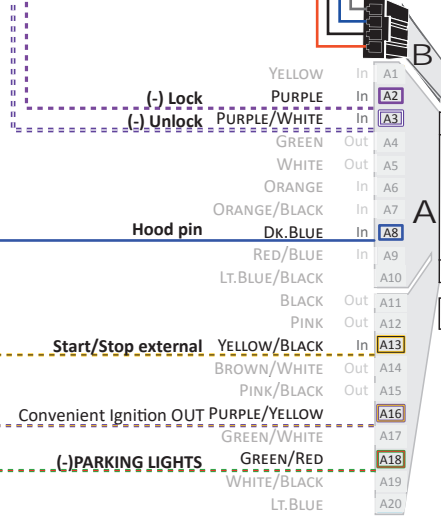 B
YELLOW In A1
(-) Lock PURPLE In A2
(-) Unlock PURPLE/WHITE In A3
GREEN Out A4
WHITE Out A5
ORANGE In A6
ORANGE/BLACK In A7
A
Hood pin DK.BLUE In A8
RED/BLUE In A9
LT.BLUE/BLACK A10
BLACK Out A11
PINK Out A12
Start/Stop external YELLOW/BLACK In A13
BROWN/WHITE Out A14
PINK/BLACK Out A15
Convenient Ignition OUT PURPLE/YELLOW A16
GREEN/WHITE A17
(-)PARKING LIGHTS GREEN/RED A18
WHITE/BLACK A19
LT.BLUE A20